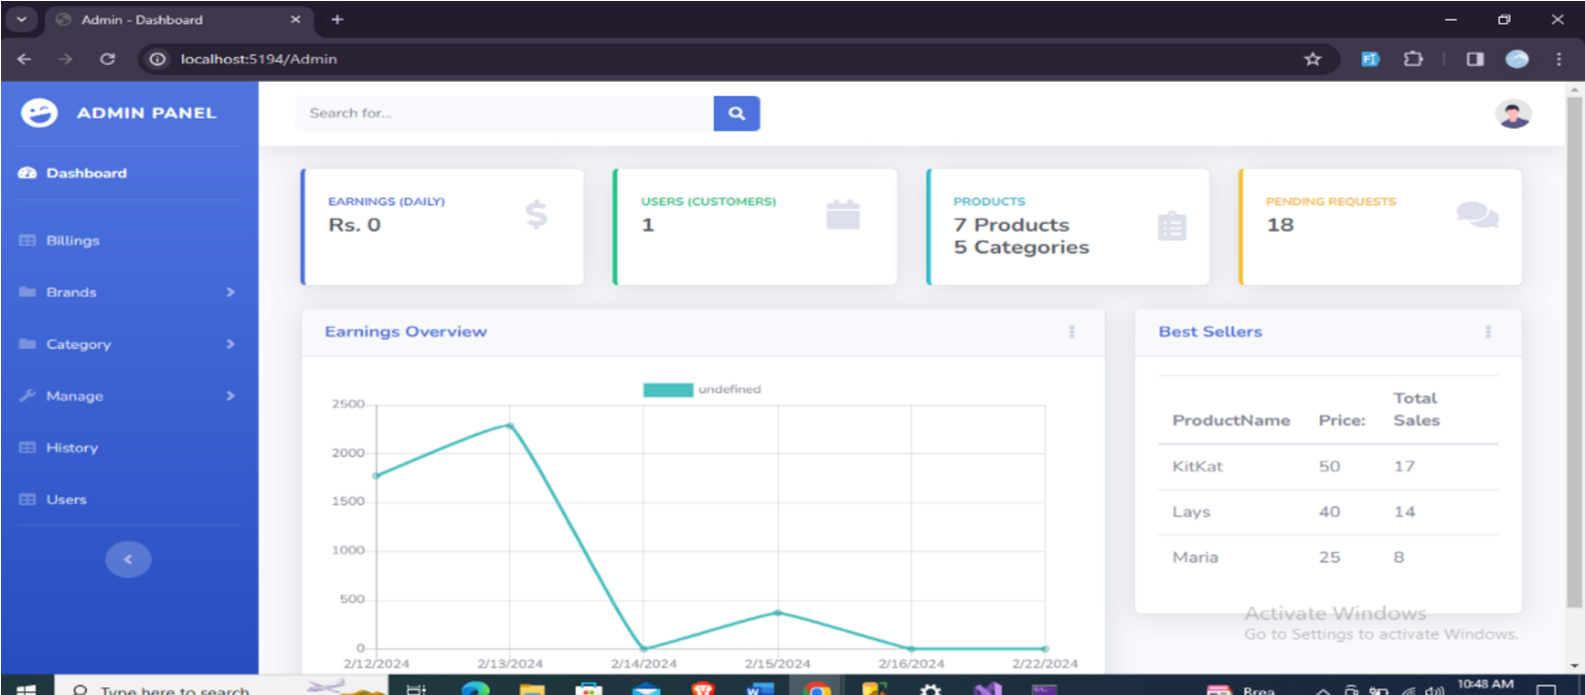 Admin - Dashboard
localhost:5194/Admin
ADMIN PANEL
Search for...
Dashboard
Billings
Brands
Category
Manage
History
Users
EARNINGS (DAILY)
Rs. 0
USERS (CUSTOMERS)
1
PRODUCTS
7 Products
5 Categories
PENDING REQUESTS
18
Earnings Overview
undefined
2500
2000
1500
1000
500
0
2/12/2024 2/13/2024 2/14/2024 2/15/2024 2/16/2024 2/22/2024
Best Sellers
ProductName Price: Total Sales
KitKat 50 17
Lays 40 14
Maria 25 8
Activate Windows
Go to Settings to activate Windows.
Type here to search
Brea
10:48 AM